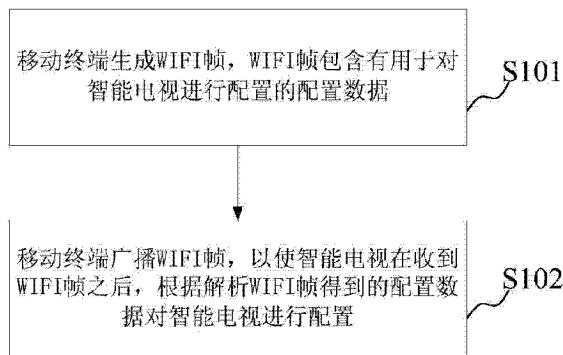 移动终端生成WIFI帧，WIFI帧包含有用于对
智能电视进行配置的配置数据
S101
移动终端广播WIFI帧，以使智能电视在收到
WIFI帧之后，根据解析WIFI帧得到的配置数
据对智能电视进行配置
S102